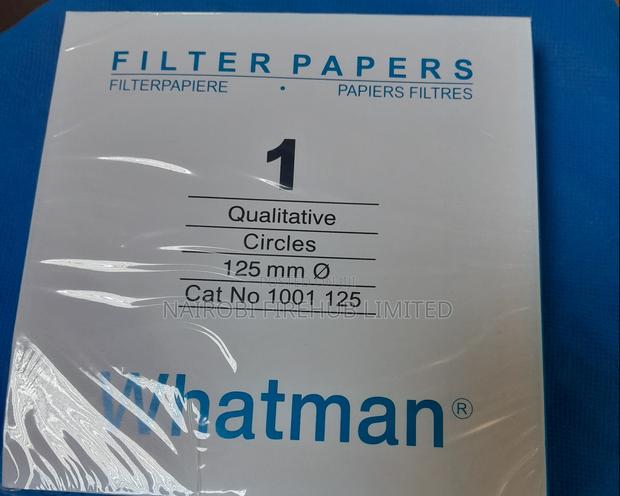 FILTER PAPERS
FILTERPAPIERE • PAPIERS FILTRES
1
Qualitative
Circles
125 mm Ø
Cat No 1001 125
NAIROBI FIREHUB LIMITED
Whatman®